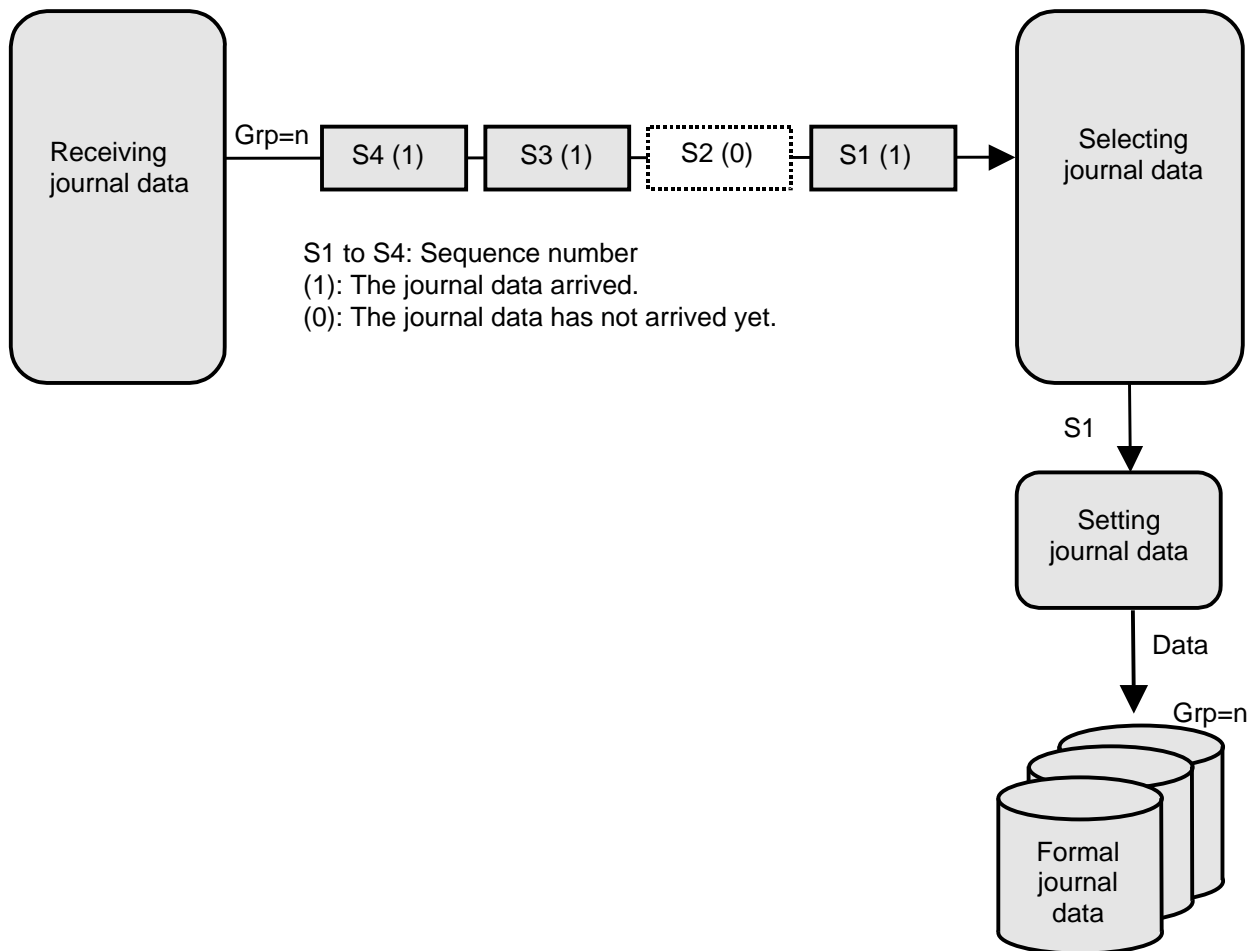 Receiving
journal data
Grp=n
S4 (1)
S3 (1)
S2 (0)
S1 (1)
Selecting
journal data
S1 to S4: Sequence number
(1): The journal data arrived.
(0): The journal data has not arrived yet.
S1
Setting
journal data
Data
Grp=n
Formal
journal
data